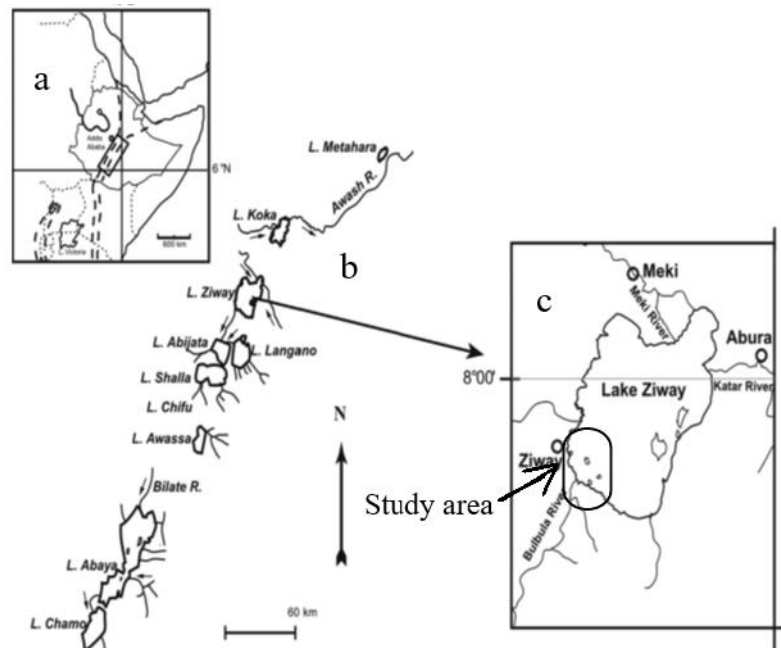 a
Addis
Ababa
6 °N
L. Victoria
600 km
L. Metahara
Awash R.
L. Koka
b
L. Ziway
L. Abijata
L. Langano
L. Shalla
L. Chifu
L. Awassa
N
Bilate R.
L. Abaya
L. Chamo
60 km
c
Meki
Meki River
Abura
8°00'
Katar River
Lake Ziway
Ziway
Study area
Bulbula River